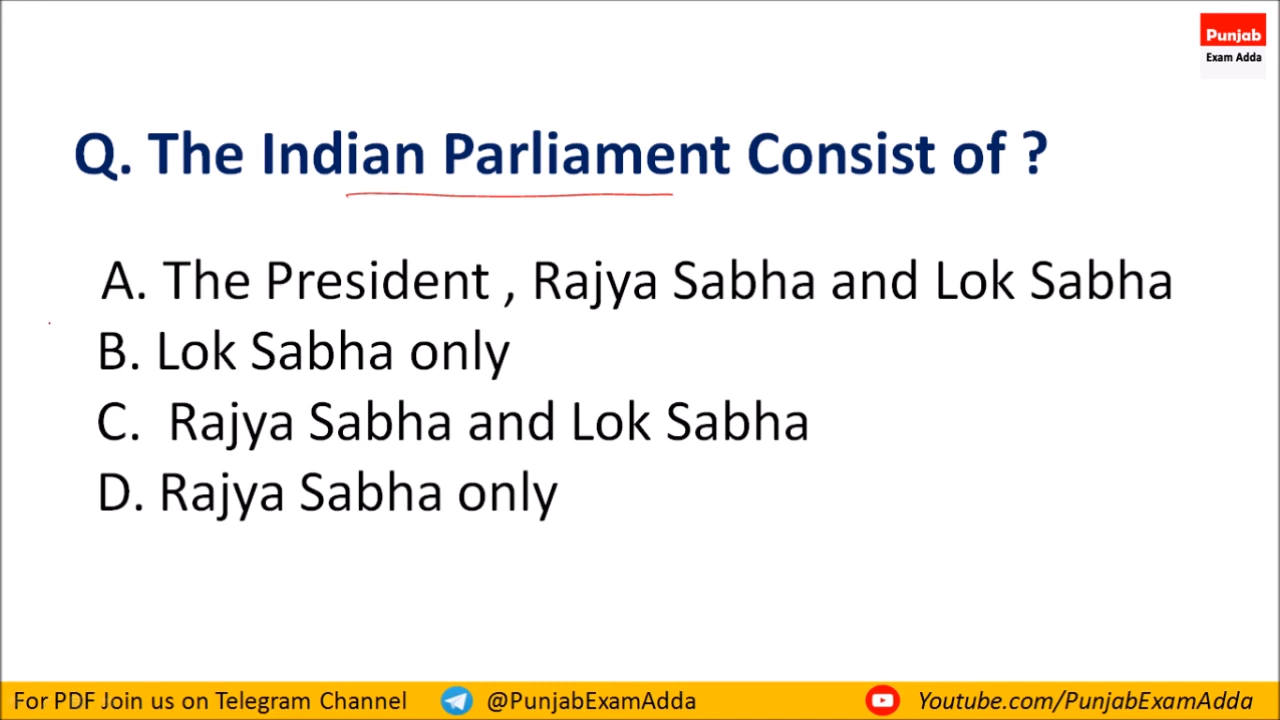 Punjab
Exam Adda
Q. The Indian Parliament Consist of ?
A. The President , Rajya Sabha and Lok Sabha
B. Lok Sabha only
C. Rajya Sabha and Lok Sabha
D. Rajya Sabha only
For PDF Join us on Telegram Channel @PunjabExamAdda Youtube.com/PunjabExamAdda